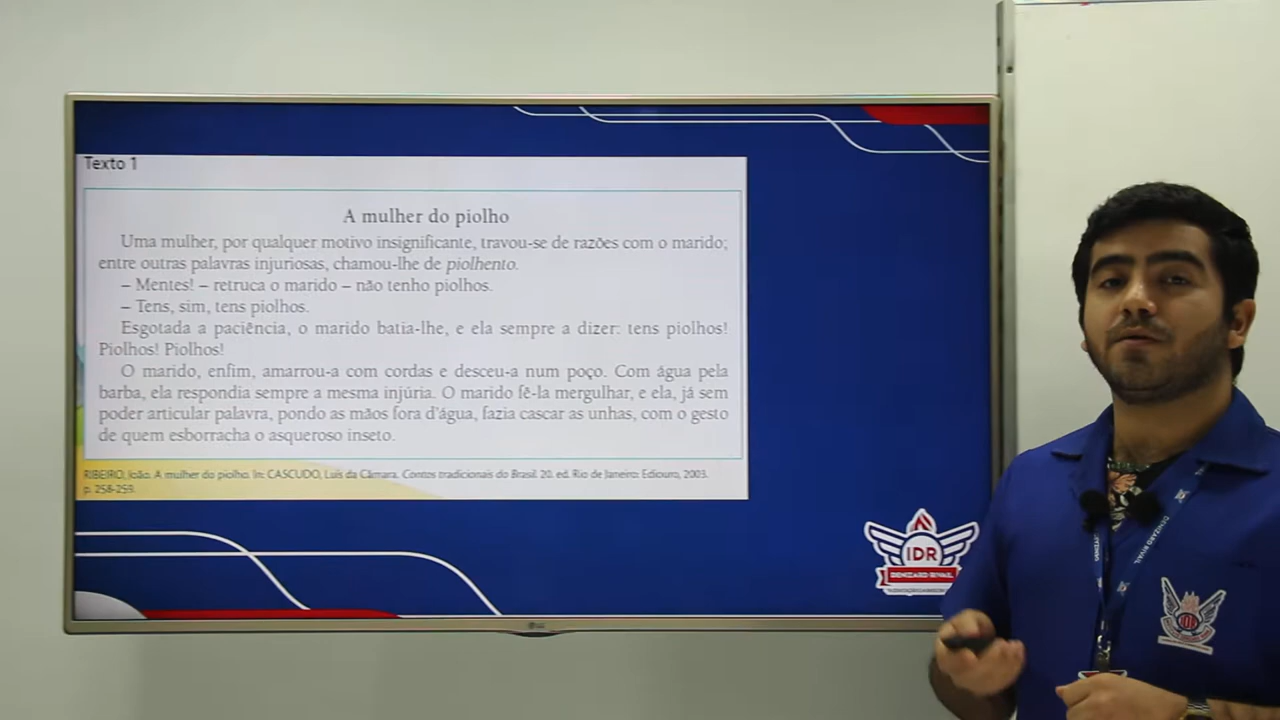 Texto 1
A mulher do piolho
Uma mulher, por qualquer motivo insignificante, travou-se de razões com o marido;
entre outras palavras injuriosas, chamou-lhe de piolhento.
– Mentes! – retruca o marido – não tenho piolhos.
– Tens, sim, tens piolhos.
Esgotada a paciência, o marido batia-lhe, e ela sempre a dizer: tens piolhos!
Piolhos! Piolhos!
O marido, enfim, amarrou-a com cordas e desceu-a num poço. Com água pela
barba, ela respondia sempre a mesma injúria. O marido fê-la mergulhar, e ela, já sem
poder articular palavra, pondo as mãos fora d'água, fazia cascar as unhas, com o gesto
de quem esborracha o asqueroso inseto.
RIBEIRO, João. A mulher do piolho. In: CASCUDO, Luís da Câmara. Contos tradicionais do Brasil. 20. ed. Rio de Janeiro: Ediouro, 2003.
p. 258-259.
IDR
DENIZARD RIVAIL
LG
DENIZARD RIVAIL
IDR